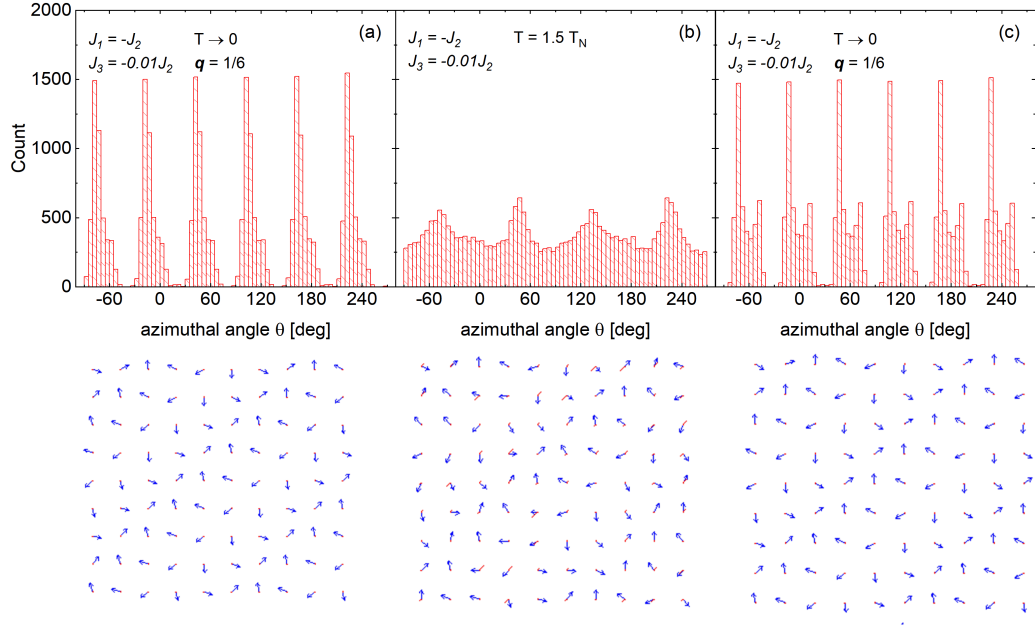 2000
1500
1000
500
0
Count
(a)
J₁ = -J₂ T → 0
J₃ = -0.01J₂ q = 1/6
(b)
J₁ = -J₂ T = 1.5 T_N
J₃ = -0.01J₂
(c)
J₁ = -J₂ T → 0
J₃ = -0.01J₂ q = 1/6
-60 0 60 120 180 240
-60 0 60 120 180 240
-60 0 60 120 180 240
azimuthal angle θ [deg]
azimuthal angle θ [deg]
azimuthal angle θ [deg]